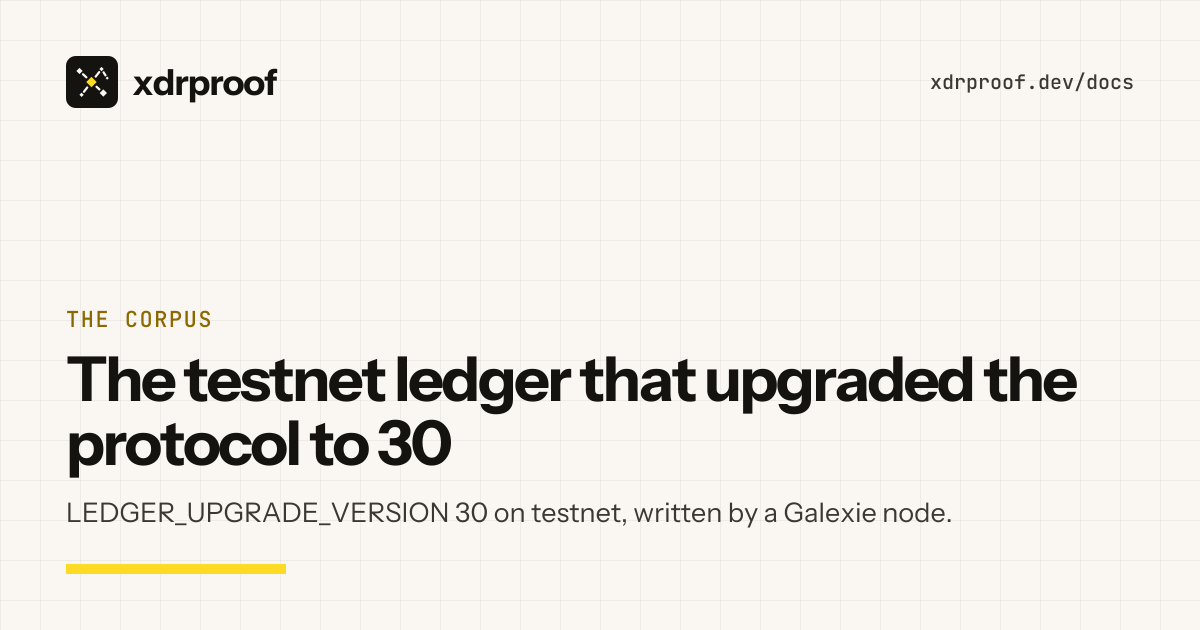 xdrproof
xdrproof.dev/docs
THE CORPUS
The testnet ledger that upgraded the
protocol to 30
LEDGER_UPGRADE_VERSION 30 on testnet, written by a Galexie node.